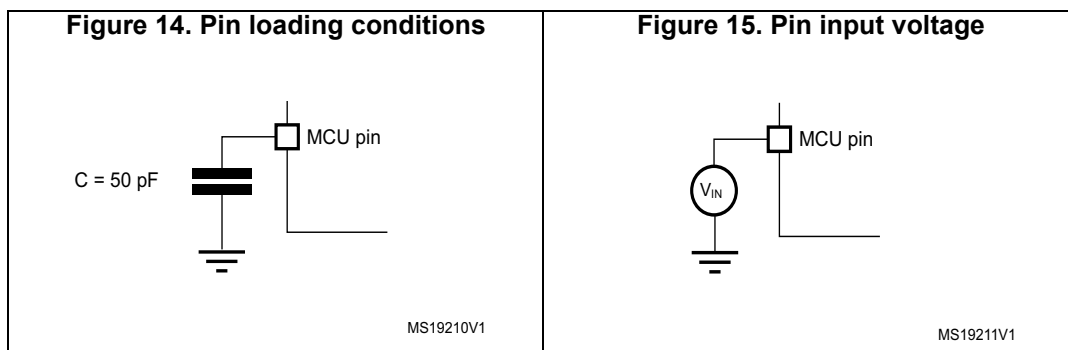 Figure 14. Pin loading conditions
MCU pin
C = 50 pF
MS19210V1
Figure 15. Pin input voltage
MCU pin
VIN
MS19211V1